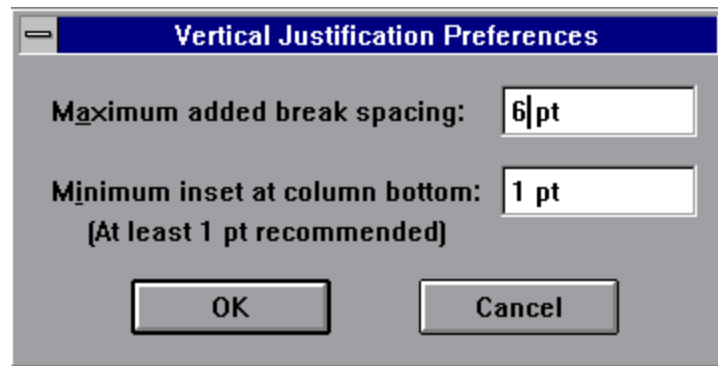 Vertical Justification Preferences
Maximum added break spacing: 6 pt
Minimum inset at column bottom: 1 pt
(At least 1 pt recommended)
OK Cancel